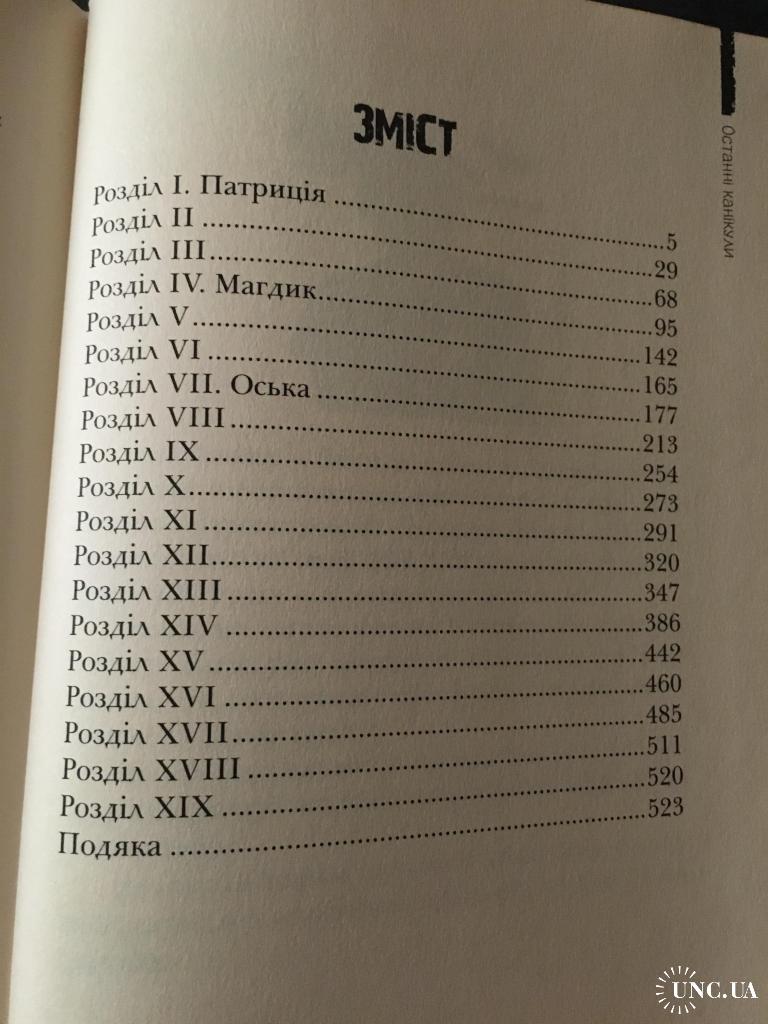 Останні канікули
ЗМІСТ
Розділ I. Патриція ..... 5
Розділ II ..... 29
Розділ III ..... 68
Розділ IV. Магдик ..... 95
Розділ V ..... 142
Розділ VI ..... 165
Розділ VII. Оська ..... 177
Розділ VIII ..... 213
Розділ IX ..... 254
Розділ X ..... 273
Розділ XI ..... 291
Розділ XII ..... 320
Розділ XIII ..... 347
Розділ XIV ..... 386
Розділ XV ..... 442
Розділ XVI ..... 460
Розділ XVII ..... 485
Розділ XVIII ..... 511
Розділ XIX ..... 520
Подяка ..... 523
UNC.UA